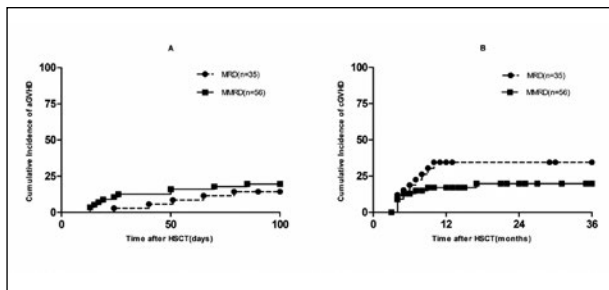 A
100
75
50
25
0
Cumulative Incidence of aGVHD
MRD(n=35)
MMRD(n=56)
0
50
100
Time after HSCT(days)
B
100
75
50
25
0
Cumulative Incidence of cGVHD
MRD(n=35)
MMRD(n=56)
0
12
24
36
Time after HSCT(months)